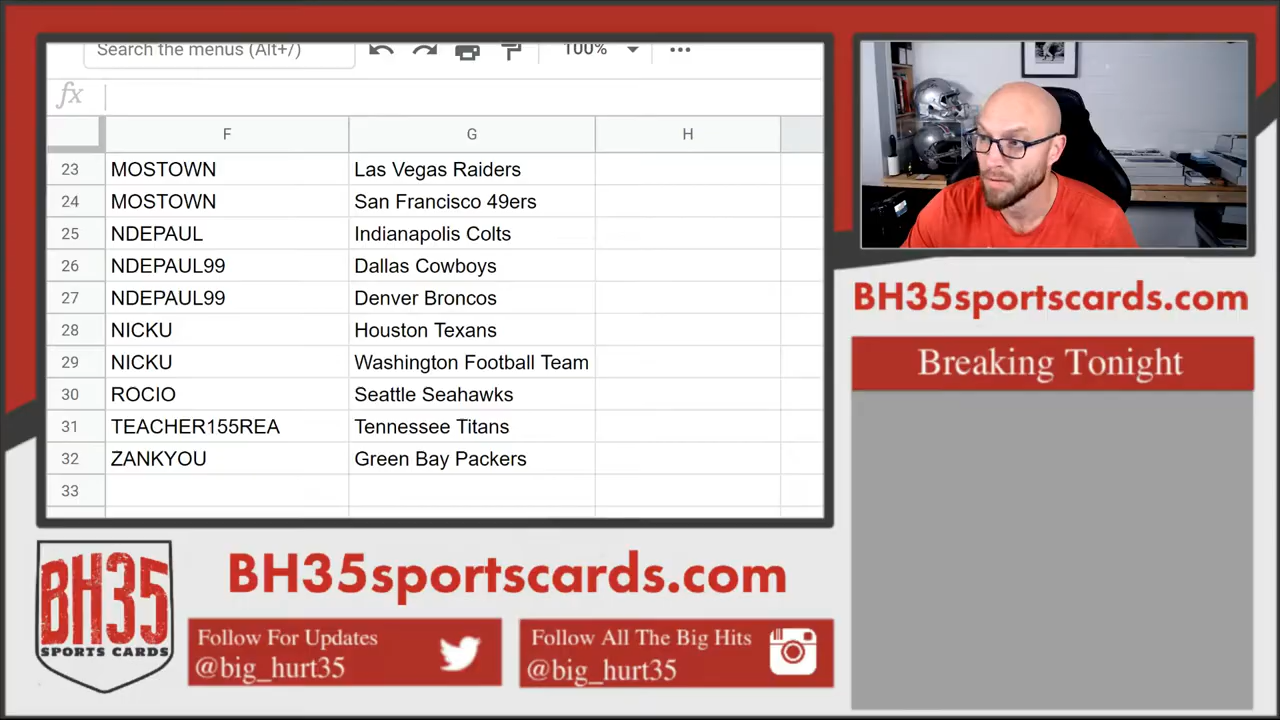 Search the menus (Alt+/)
100%
fx
F G H
23 MOSTOWN Las Vegas Raiders
24 MOSTOWN San Francisco 49ers
25 NDEPAUL Indianapolis Colts
26 NDEPAUL99 Dallas Cowboys
27 NDEPAUL99 Denver Broncos
28 NICKU Houston Texans
29 NICKU Washington Football Team
30 ROCIO Seattle Seahawks
31 TEACHER155REA Tennessee Titans
32 ZANKYOU Green Bay Packers
33
BH35sportscards.com
Breaking Tonight
BH35
SPORTS CARDS
BH35sportscards.com
Follow For Updates
@big_hurt35
Follow All The Big Hits
@big_hurt35